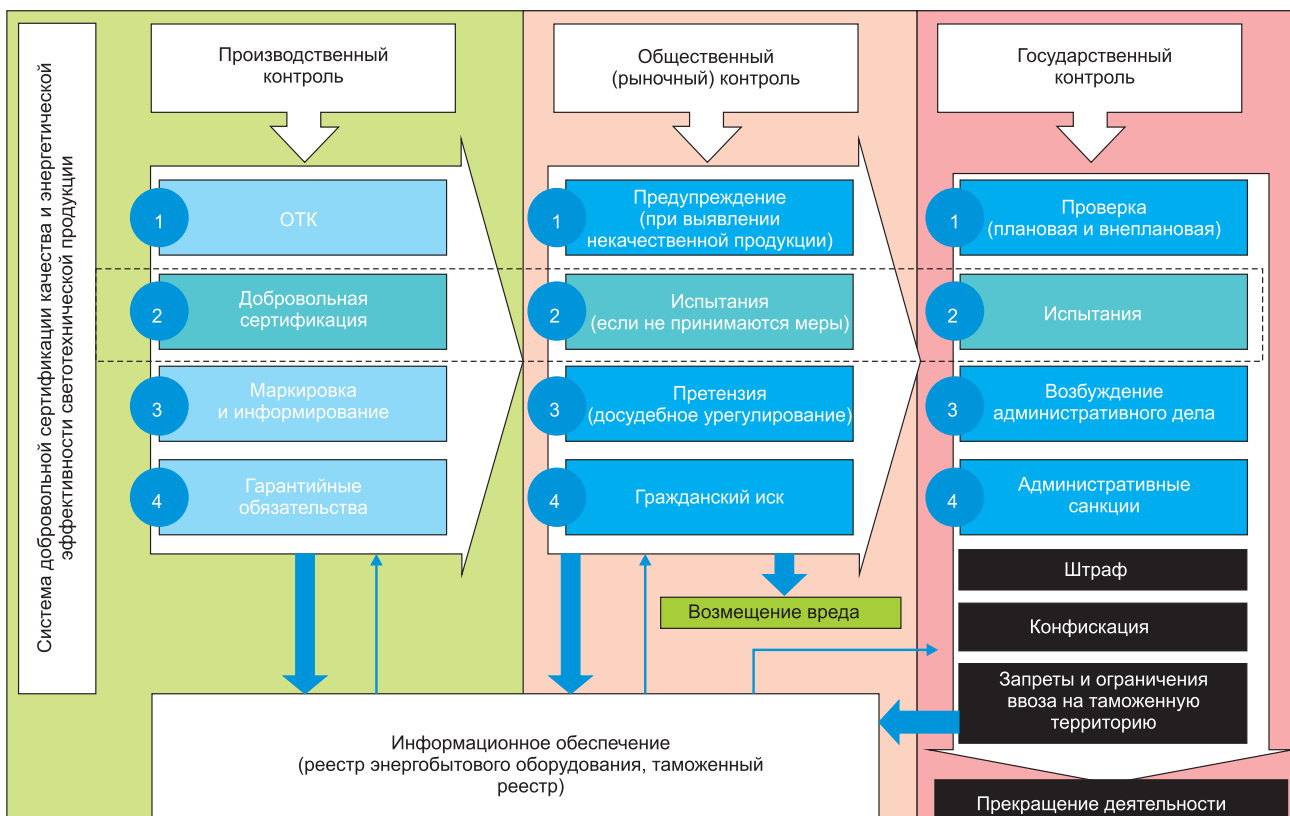 Система добровольной сертификации качества и энергетической
эффективности светотехнической продукции
Производственный
контроль
1
ОТК
2
Добровольная
сертификация
3
Маркировка
и информирование
4
Гарантийные
обязательства
Общественный
(рыночный) контроль
1
Предупреждение
(при выявлении
некачественной продукции)
2
Испытания
(если не принимаются меры)
3
Претензия
(досудебное урегулирование)
4
Гражданский иск
Возмещение вреда
Государственный
контроль
1
Проверка
(плановая и внеплановая)
2
Испытания
3
Возбуждение
административного дела
4
Административные
санкции
Штраф
Конфискация
Запреты и ограничения
ввоза на таможенную
территорию
Прекращение деятельности
Информационное обеспечение
(реестр энергобытового оборудования, таможенный
реестр)